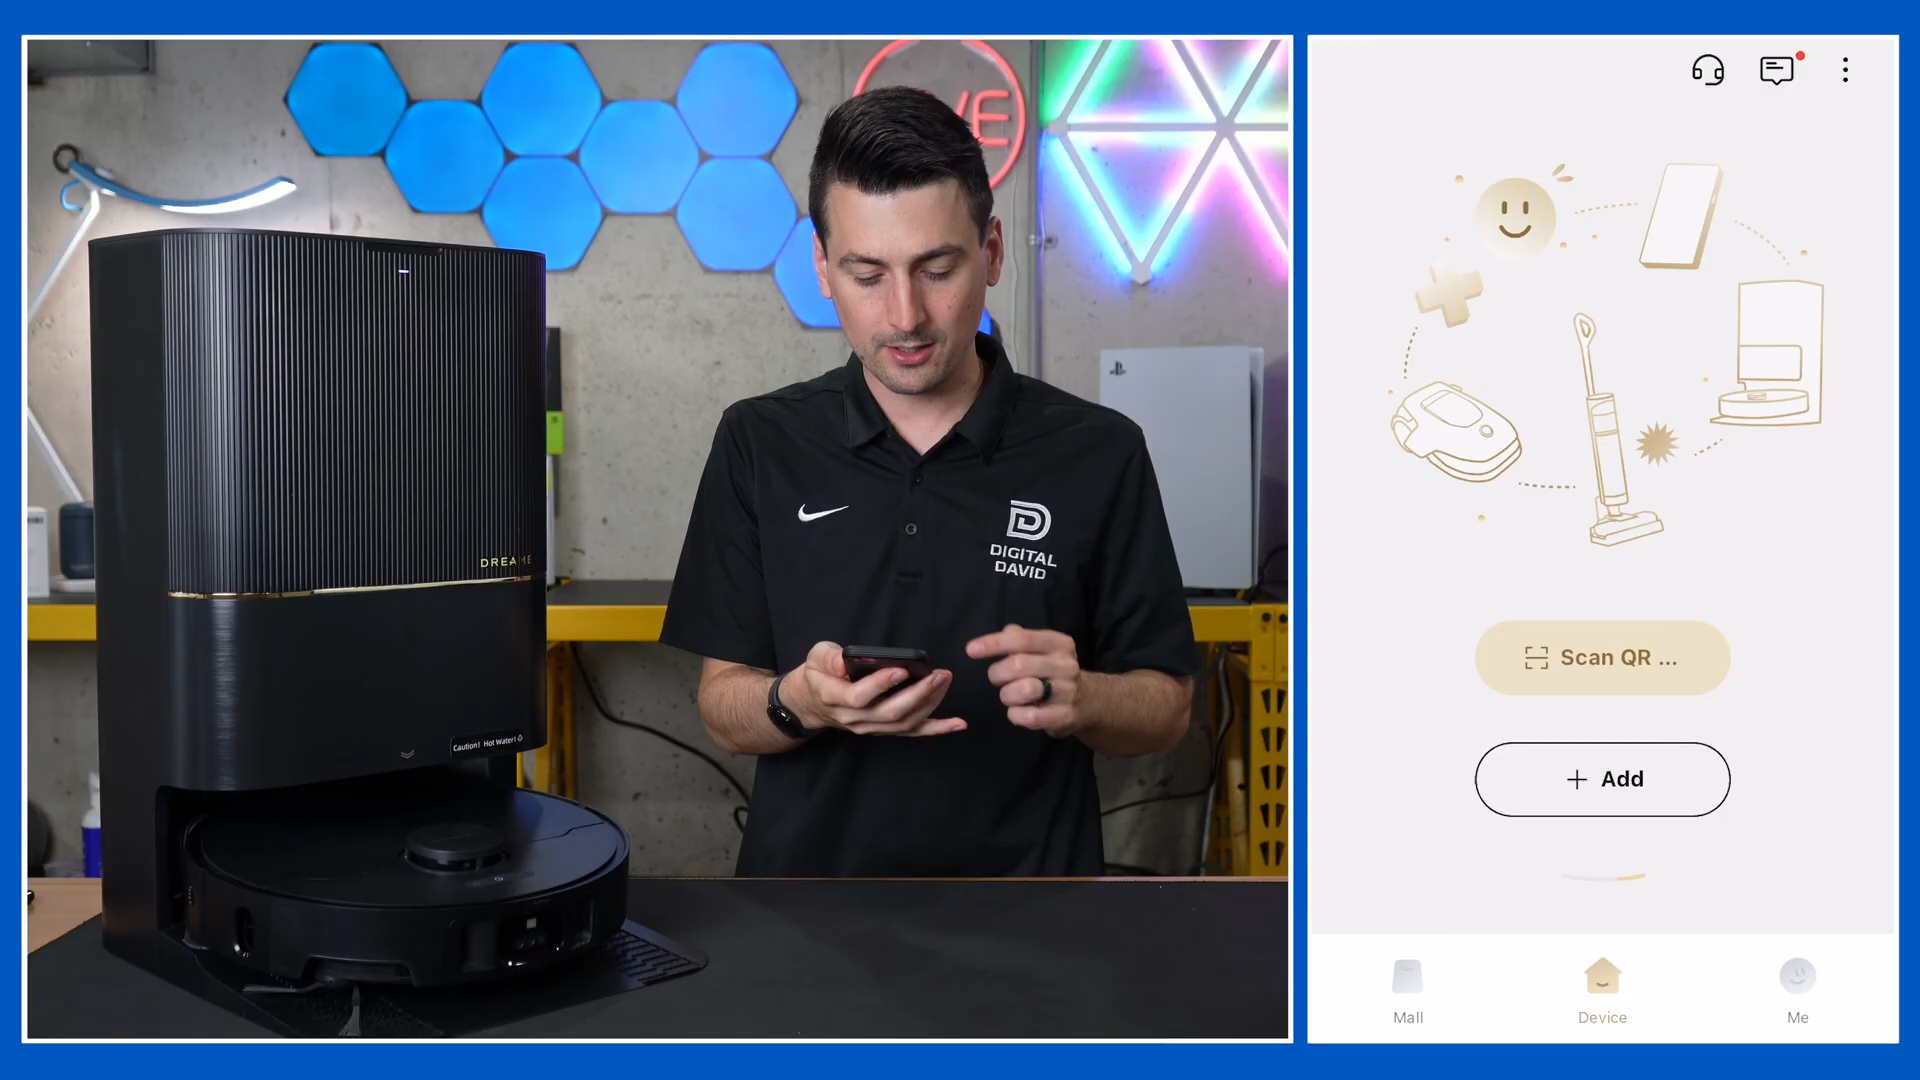 DREAME
Caution! Hot Water!
DIGITAL
DAVID
Scan QR ...
+ Add
Mall
Device
Me